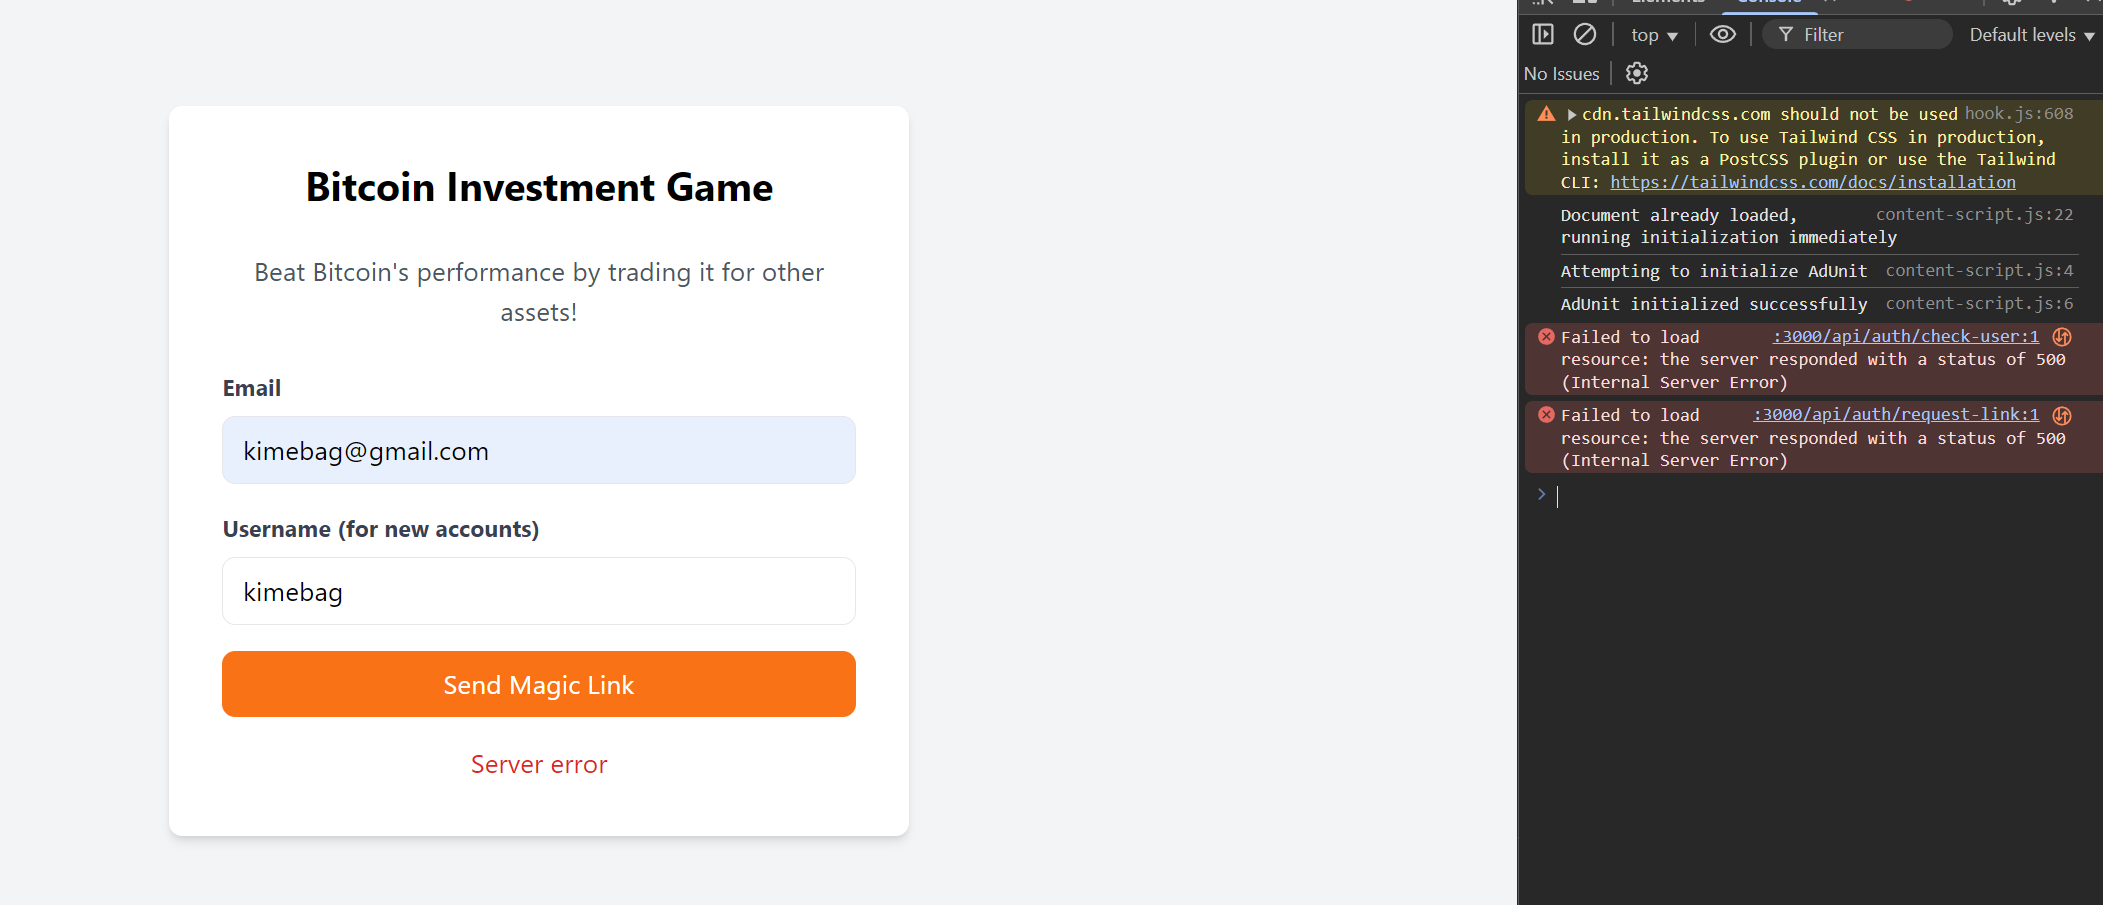 Bitcoin Investment Game
Beat Bitcoin's performance by trading it for other
assets!
Email
kimebag@gmail.com
Username (for new accounts)
kimebag
Send Magic Link
Server error
Elements
Console
top
Filter
Default levels
No Issues
cdn.tailwindcss.com should not be used hook.js:608
in production. To use Tailwind CSS in production,
install it as a PostCSS plugin or use the Tailwind
CLI: https://tailwindcss.com/docs/installation
Document already loaded, content-script.js:22
running initialization immediately
Attempting to initialize AdUnit content-script.js:4
AdUnit initialized successfully content-script.js:6
Failed to load :3000/api/auth/check-user:1
resource: the server responded with a status of 500
(Internal Server Error)
Failed to load :3000/api/auth/request-link:1
resource: the server responded with a status of 500
(Internal Server Error)